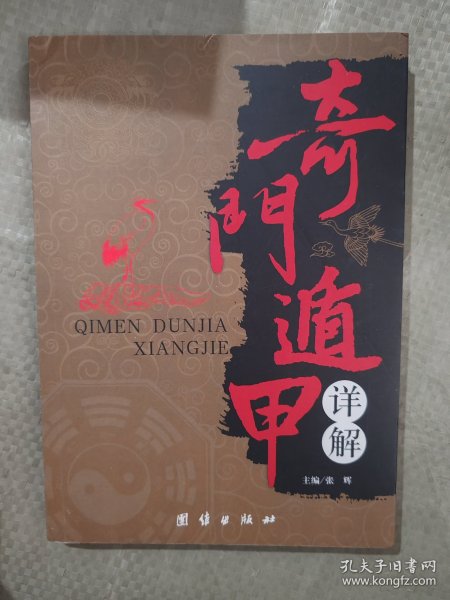 奇門遁甲
详解
QIMEN DUNJIA
XIANGJIE
主编/张 辉
团结出版社
孔夫子旧书网
www.kongfz.com